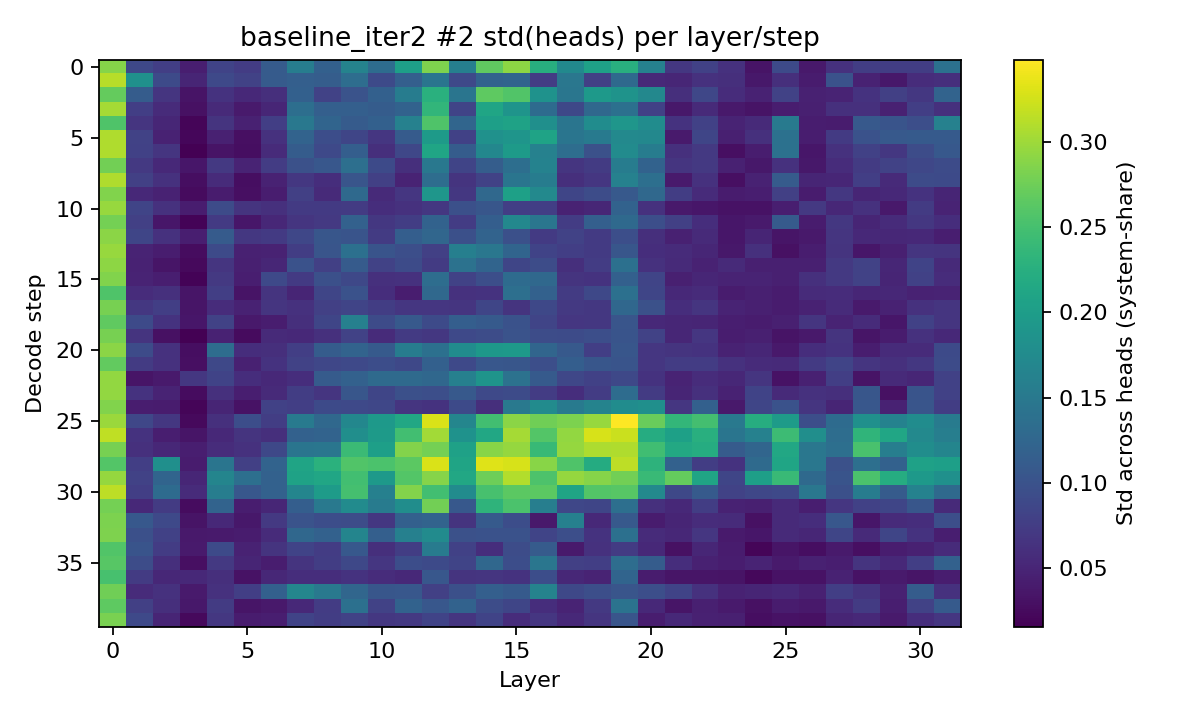 baseline_iter2 #2 std(heads) per layer/step
0
5
10
15
20
25
30
35
Decode step
0 5 10 15 20 25 30
Layer
0.30
0.25
0.20
0.15
0.10
0.05
Std across heads (system-share)